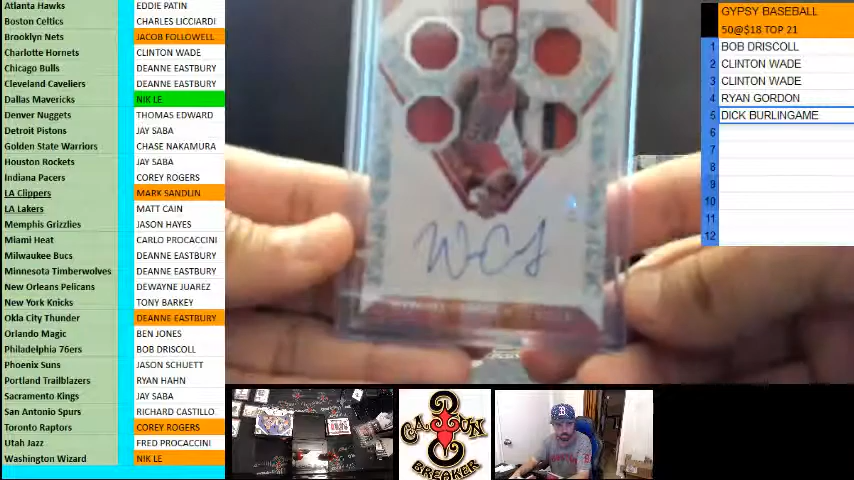 Atlanta Hawks EDDIE PATIN
Boston Celtics CHARLES LICCIARDI
Brooklyn Nets JACOB FOLLOWELL
Charlotte Hornets CLINTON WADE
Chicago Bulls DEANNE EASTBURY
Cleveland Cavaliers DEANNE EASTBURY
Dallas Mavericks NIK LE
Denver Nuggets THOMAS EDWARD
Detroit Pistons JAY SABA
Golden State Warriors CHASE NAKAMURA
Houston Rockets JAY SABA
Indiana Pacers COREY ROGERS
LA Clippers MARK SANDLIN
LA Lakers MATT CAIN
Memphis Grizzlies JASON HAYES
Miami Heat CARLO PROCACCINI
Milwaukee Bucs DEANNE EASTBURY
Minnesota Timberwolves DEANNE EASTBURY
New Orleans Pelicans DEWAYNE JUAREZ
New York Knicks TONY BARKEY
Okla City Thunder DEANNE EASTBURY
Orlando Magic BEN JONES
Philadelphia 76ers BOB DRISCOLL
Phoenix Suns JASON SCHUETT
Portland Trailblazers RYAN HAHN
Sacramento Kings JAY SABA
San Antonio Spurs RICHARD CASTILLO
Toronto Raptors COREY ROGERS
Utah Jazz FRED PROCACCINI
Washington Wizard NIK LE
GYPSY BASEBALL
50@$18 TOP 21
1 BOB DRISCOLL
2 CLINTON WADE
3 CLINTON WADE
4 RYAN GORDON
5 DICK BURLINGAME
6
7
8
9
10
11
12
CAJUN
BREAKER
B